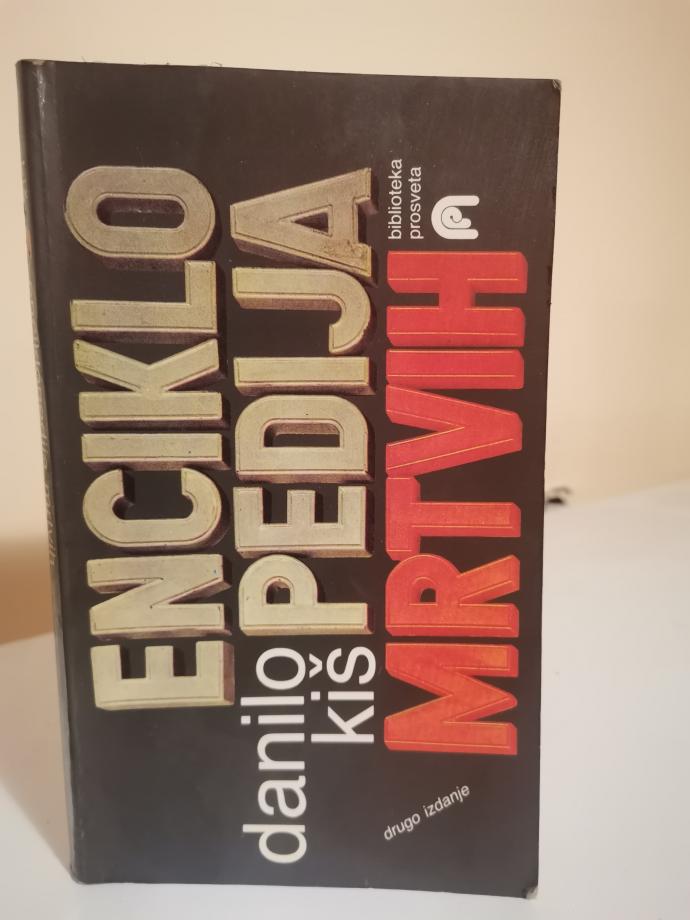 ENCIKLO
PEDIJA
MRTVIH
danilo
kiš
biblioteka
prosveta
drugo izdanje